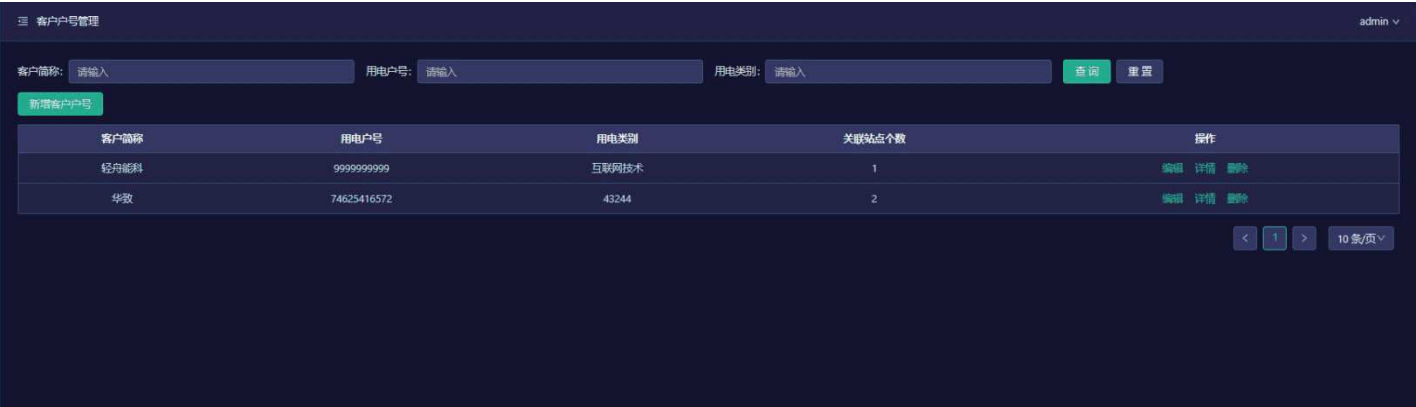 客户户号管理 admin
客户简称: 请输入 用电户号: 请输入 用电类别: 请输入 查询 重置
新增客户户号
客户简称 用电户号 用电类别 关联站点个数 操作
轻舟能科 9999999999 互联网技术 1 编辑 详情 删除
华致 74625416572 43244 2 编辑 详情 删除
< 1 > 10 条/页